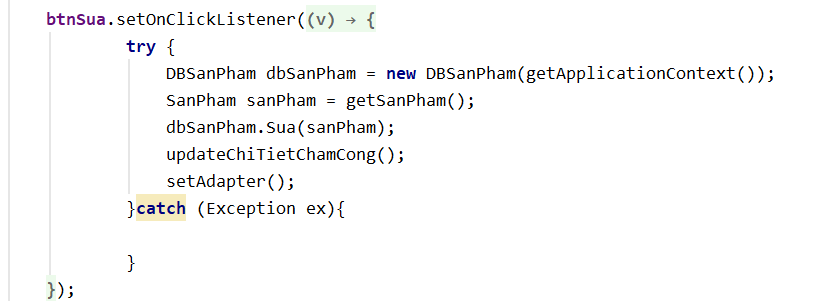 btnSua.setOnClickListener((v) → {
try {
DBSanPham dbSanPham = new DBSanPham(getApplicationContext());
SanPham sanPham = getSanPham();
dbSanPham.Sua(sanPham);
updateChiTietChamCong();
setAdapter();
}catch (Exception ex){
}
});